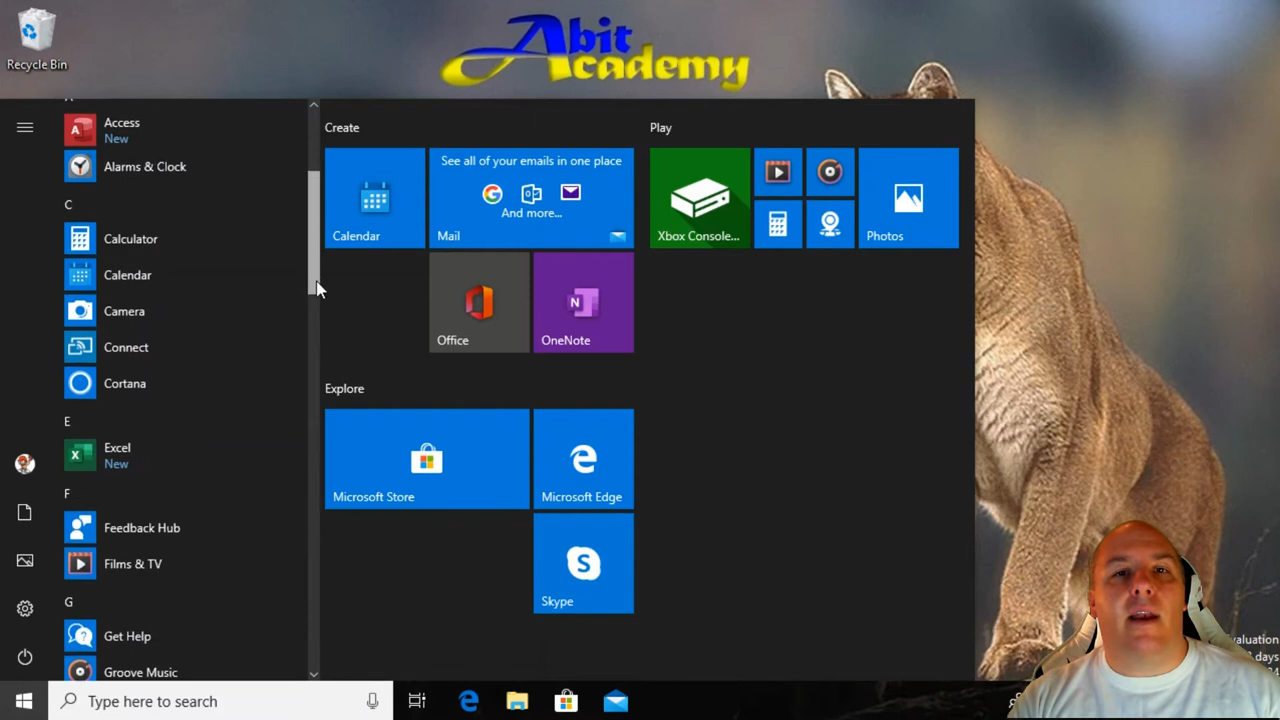 Recycle Bin
Abit
Academy
Access
New
Alarms & Clock
C
Calculator
Calendar
Camera
Connect
Cortana
E
Excel
New
F
Feedback Hub
Films & TV
G
Get Help
Groove Music
Create
Calendar
See all of your emails in one place
And more...
Mail
Office
OneNote
Explore
Microsoft Store
Microsoft Edge
Skype
Play
Xbox Console...
Photos
Type here to search